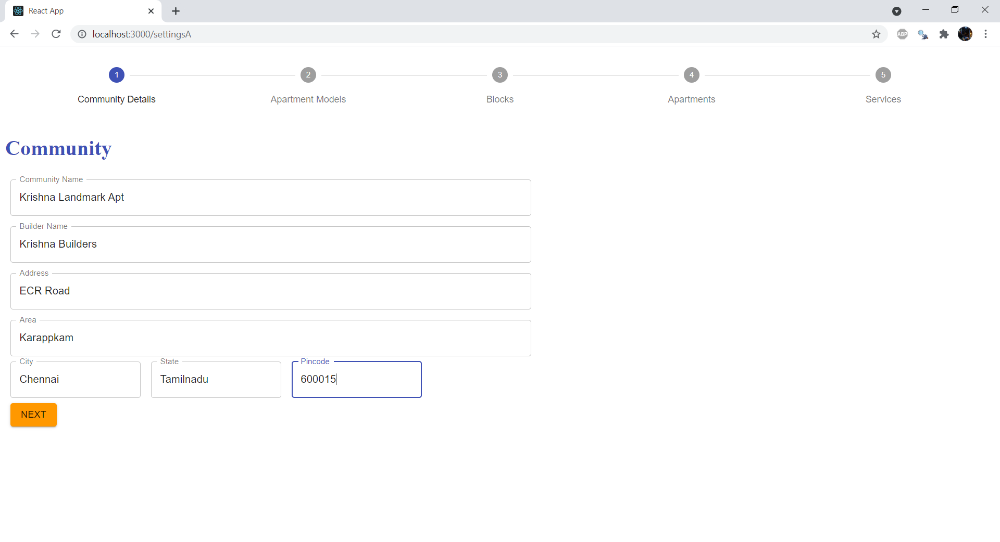 React App
localhost:3000/settingsA
ABP
1 2 3 4 5
Community Details Apartment Models Blocks Apartments Services
Community
Community Name
Krishna Landmark Apt
Builder Name
Krishna Builders
Address
ECR Road
Area
Karappkam
City State Pincode
Chennai Tamilnadu 600015
NEXT